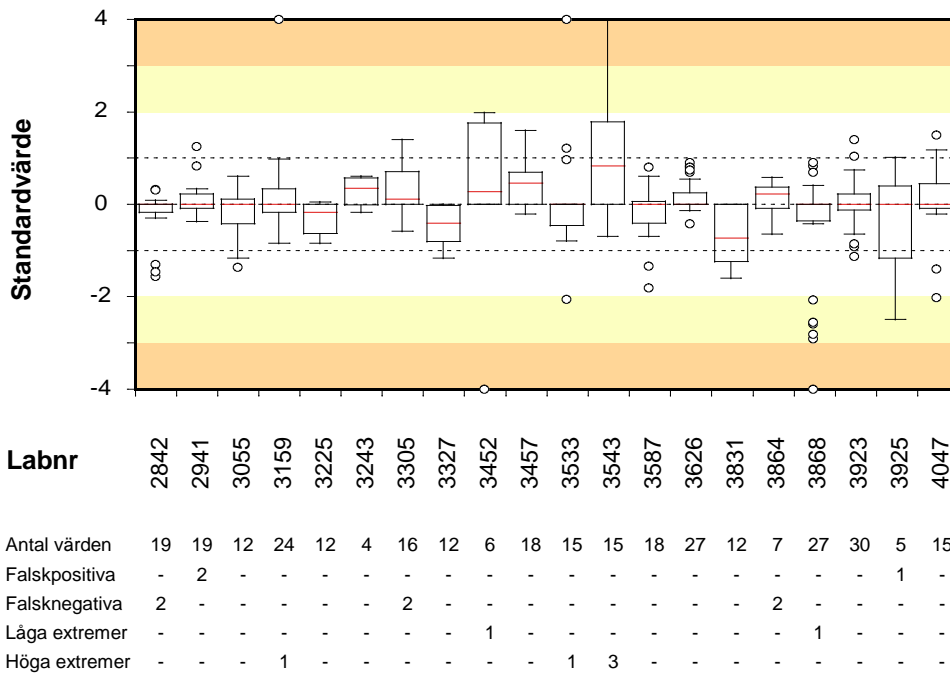 4
2
0
-2
-4
Standardvärde
Labnr 2842 2941 3055 3159 3225 3243 3305 3327 3452 3457 3533 3543 3587 3626 3831 3864 3868 3923 3925 4047
Antal värden 19 19 12 24 12 4 16 12 6 18 15 15 18 27 12 7 27 30 5 15
Falskpositiva - 2 - - - - - - - - - - - - - - - - 1 -
Falsknegativa 2 - - - - - 2 - - - - - - - - 2 - - - -
Låga extremer - - - - - - - - 1 - - - - - - - 1 - - -
Höga extremer - - - 1 - - - - - - 1 3 - - - - - - - -